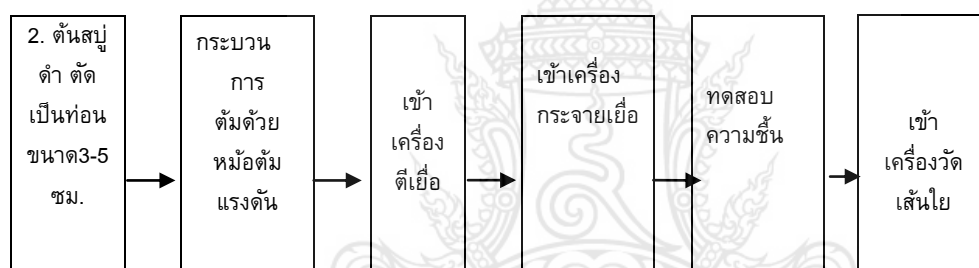 2. ต้นสบู่
ดำ ตัด
เป็นท่อน
ขนาด3-5
ซม.
กระบวน
การ
ต้มด้วย
หม้อต้ม
แรงดัน
เข้า
เครื่อง
ตีเยื่อ
เข้าเครื่อง
กระจายเยื่อ
ทดสอบ
ความชื้น
เข้า
เครื่องวัด
เส้นใย